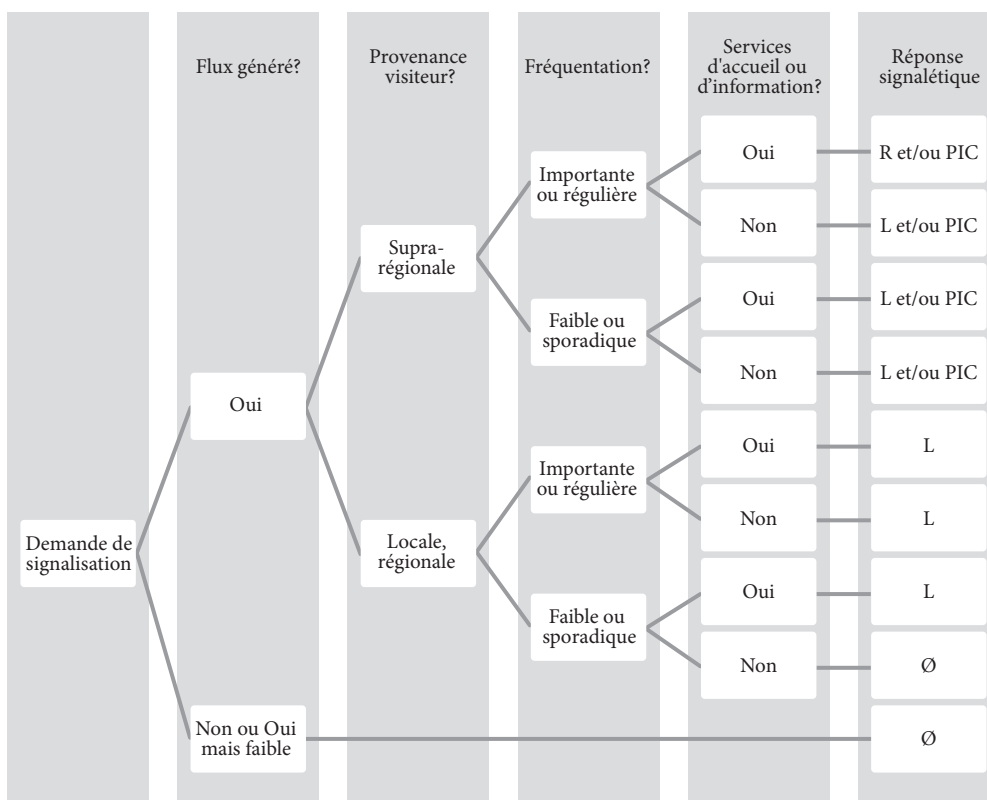 Flux généré?
Provenance
visiteur?
Fréquentation?
Services
d'accueil ou
d'information?
Réponse
signalétique
Demande de
signalisation
Oui
Non ou Oui
mais faible
Supra-
régionale
Locale,
régionale
Importante
ou régulière
Faible ou
sporadique
Importante
ou régulière
Faible ou
sporadique
Oui
Non
Oui
Non
Oui
Non
Oui
Non
R et/ou PIC
L et/ou PIC
L et/ou PIC
L et/ou PIC
L
L
L
Ø
Ø